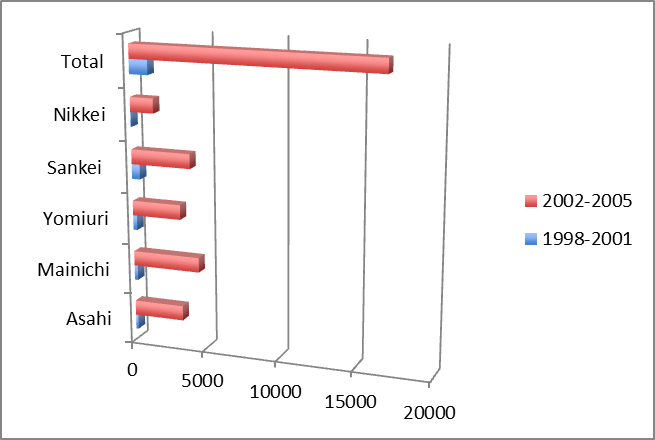 Total
Nikkei
Sankei
Yomiuri
Mainichi
Asahi
0
5000
10000
15000
20000
2002-2005
1998-2001